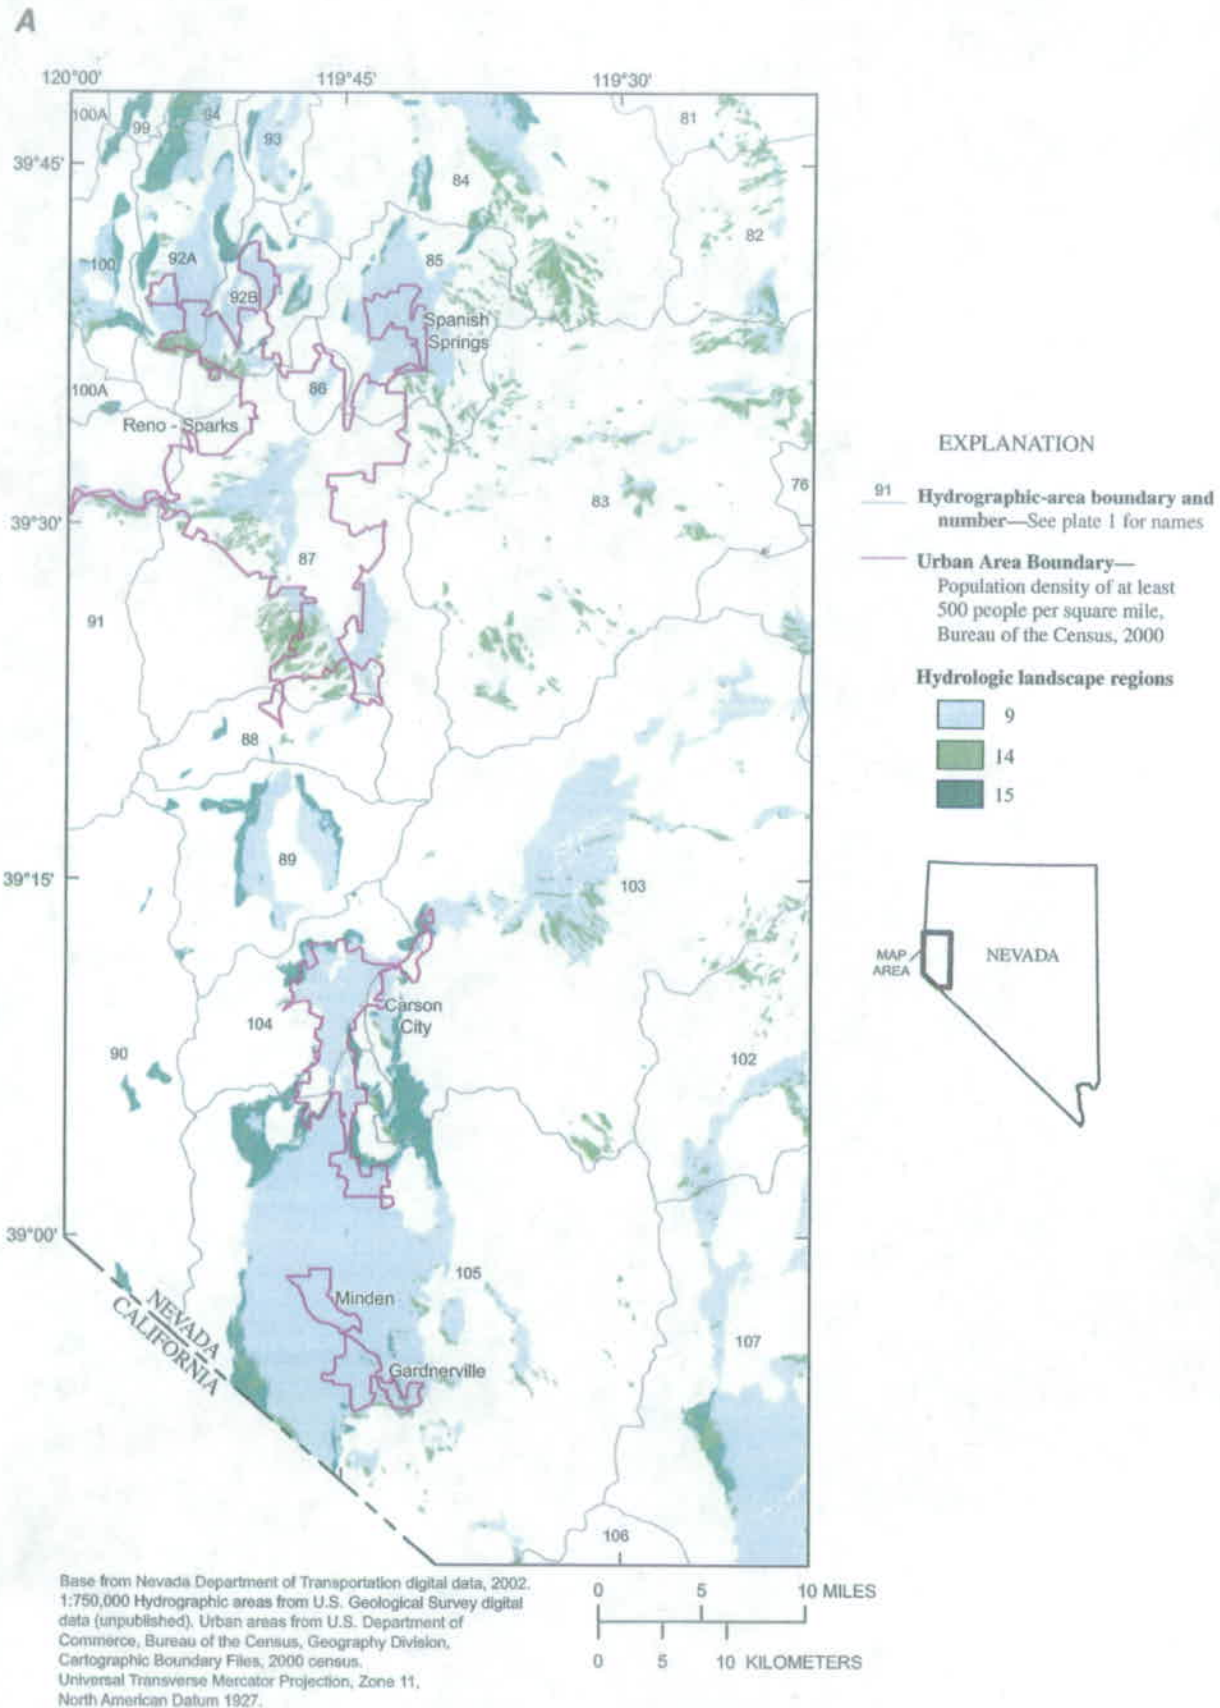 A
120°00'
119°45'
119°30'
100A
99
94
93
81
39°45'
84
82
100
92A
85
92B
Spanish
Springs
86
100A
Reno - Sparks
EXPLANATION
76
83
91
Hydrographic-area boundary and
number—See plate 1 for names
39°30'
87
Urban Area Boundary—
Population density of at least
500 people per square mile,
Bureau of the Census, 2000
91
Hydrologic landscape regions
9
88
14
15
89
39°15'
103
MAP
AREA
NEVADA
Carson
City
104
90
102
39°00'
105
Minden
NEVADA
CALIFORNIA
107
Gardnerville
106
Base from Nevada Department of Transportation digital data, 2002.
1:750,000 Hydrographic areas from U.S. Geological Survey digital
data (unpublished). Urban areas from U.S. Department of
Commerce, Bureau of the Census, Geography Division,
Cartographic Boundary Files, 2000 census.
Universal Transverse Mercator Projection, Zone 11,
North American Datum 1927.
0 5 10 MILES
0 5 10 KILOMETERS